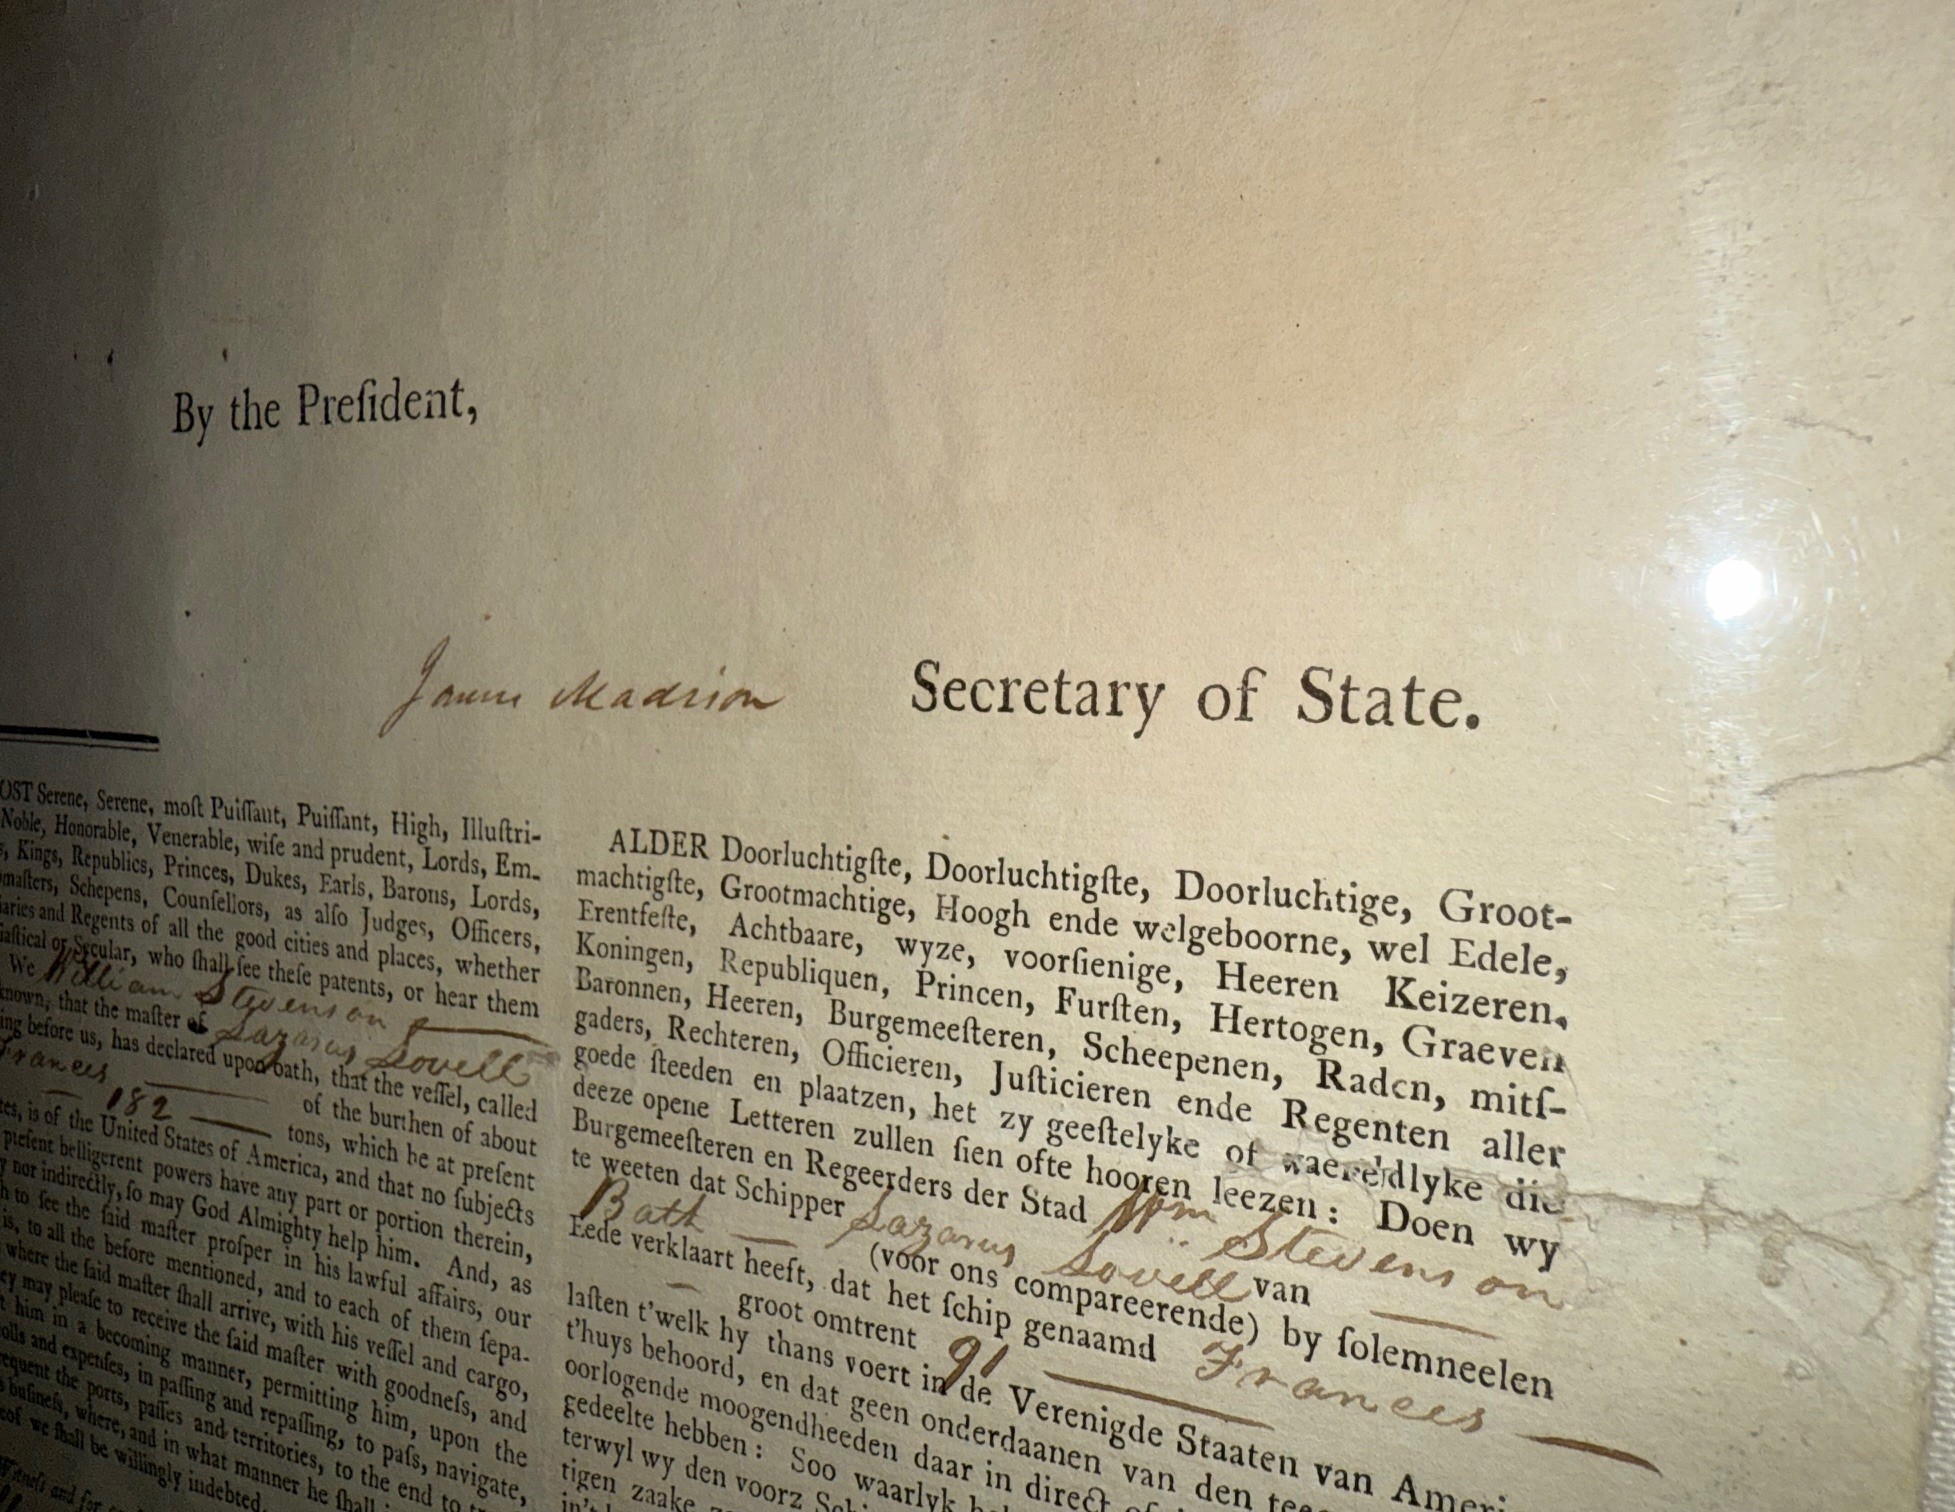 By the Preſident,
James Madison Secretary of State.
OST Serene, Serene, moſt Puiſſant, Puiſſant, High, Illuſtri-
Noble, Honorable, Venerable, wiſe and prudent, Lords, Em-
Kings, Republics, Princes, Dukes, Earls, Barons, Lords,
maſters, Schepens, Counſellors, as alſo Judges, Officers,
iaries and Regents of all the good cities and places, whether
iaſtical or Secular, who ſhall ſee theſe patents, or hear them
We William Stevenson
known, that the maſter of Lazarus Lovell
ing before us, has declared upon oath, that the veſſel, called
Frances of the burthen of about
182 tons, which he at preſent
tes, is of the United States of America, and that no ſubjects
preſent belligerent powers have any part or portion therein,
y nor indirectly, ſo may God Almighty help him. And, as
h to ſee the ſaid maſter proſper in his lawful affairs, our
is, to all the before mentioned, and to each of them ſepa-
where the ſaid maſter ſhall arrive, with his veſſel and cargo,
ey may pleaſe to receive the ſaid maſter with goodneſs, and
t him in a becoming manner, permitting him, upon the
olls and expenſes, in paſſing and repaſſing, to paſs, navigate,
equent the ports, paſſes and territories, to the end to
buſineſs, where, and in what manner he ſhall
eof we ſhall be willingly indebted.
Witneſs and for
ALDER Doorluchtigſte, Doorluchtigſte, Doorluchtige, Groot-
machtigſte, Grootmachtige, Hoogh ende welgeboorne, wel Edele,
Erentfeſte, Achtbaare, wyze, voorſienige, Heeren Keizeren,
Koningen, Republiquen, Princen, Furſten, Hertogen, Graeven
Baronnen, Heeren, Burgemeeſteren, Scheepenen, Raden, mitſ-
gaders, Rechteren, Officieren, Juſticieren ende Regenten aller
goede ſteeden en plaatzen, het zy geeſtelyke of waereldlyke die
deeze opene Letteren zullen ſien ofte hooren leezen: Doen wy
Burgemeeſteren en Regeerders der Stad Wm Stevenson
te weeten dat Schipper Lazarus Lovell van
Bath (voor ons compareerende) by ſolemneelen
Eede verklaart heeft, dat het ſchip genaamd Frances
groot omtrent 91
laſten t'welk hy thans voert in de Verenigde Staaten van Ameri-
t'huys behoord, en dat geen onderdaanen van den
oorlogende moogendheeden daar in direct
gedeelte hebben: Soo waarlyk
terwyl wy den voorz
tigen zaake
in't